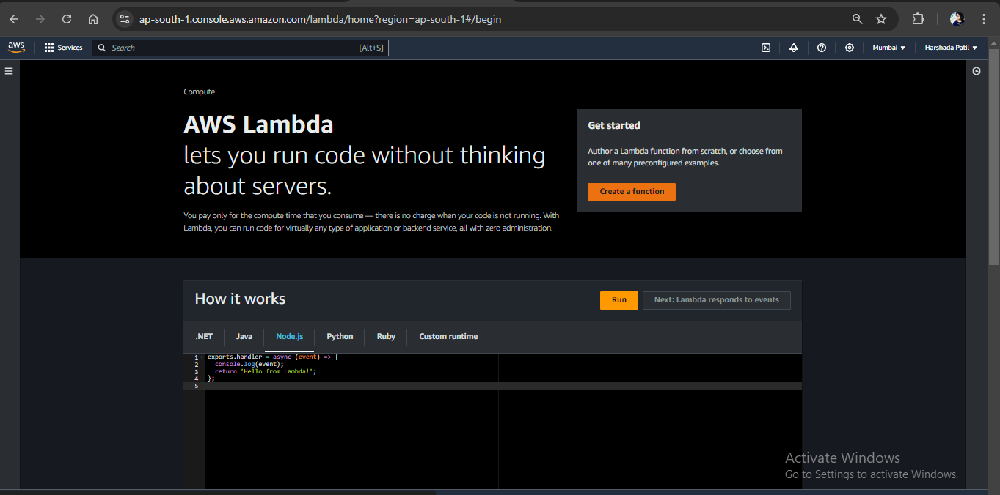 ap-south-1.console.aws.amazon.com/lambda/home?region=ap-south-1#/begin
aws
Services
Search
[Alt+S]
Mumbai ▼
Harshada Patil ▼
Compute
AWS Lambda
lets you run code without thinking
about servers.
You pay only for the compute time that you consume — there is no charge when your code is not running. With
Lambda, you can run code for virtually any type of application or backend service, all with zero administration.
Get started
Author a Lambda function from scratch, or choose from
one of many preconfigured examples.
Create a function
How it works
Run
Next: Lambda responds to events
.NET
Java
Node.js
Python
Ruby
Custom runtime
1 exports.handler = async (event) => {
2 console.log(event);
3 return 'Hello from Lambda!';
4 };
5
Activate Windows
Go to Settings to activate Windows.